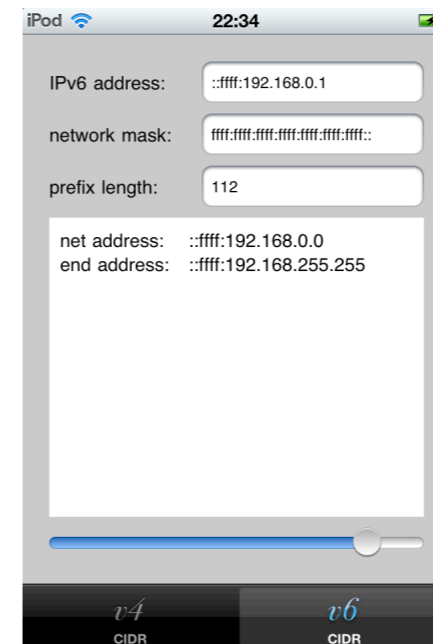 iPod 22:34
IPv6 address: ::ffff:192.168.0.1
network mask: ffff:ffff:ffff:ffff:ffff:ffff:ffff::
prefix length: 112
net address: ::ffff:192.168.0.0
end address: ::ffff:192.168.255.255
v4 v6
CIDR CIDR